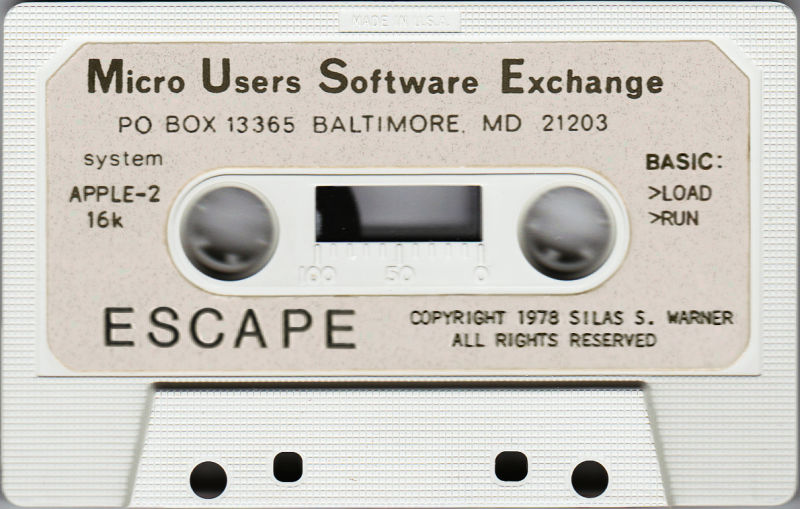 MADE IN U.S.A.
Micro Users Software Exchange
PO BOX 13365 BALTIMORE, MD 21203
system
APPLE-2
16k
BASIC:
>LOAD
>RUN
100 50 0
ESCAPE
COPYRIGHT 1978 SILAS S. WARNER
ALL RIGHTS RESERVED